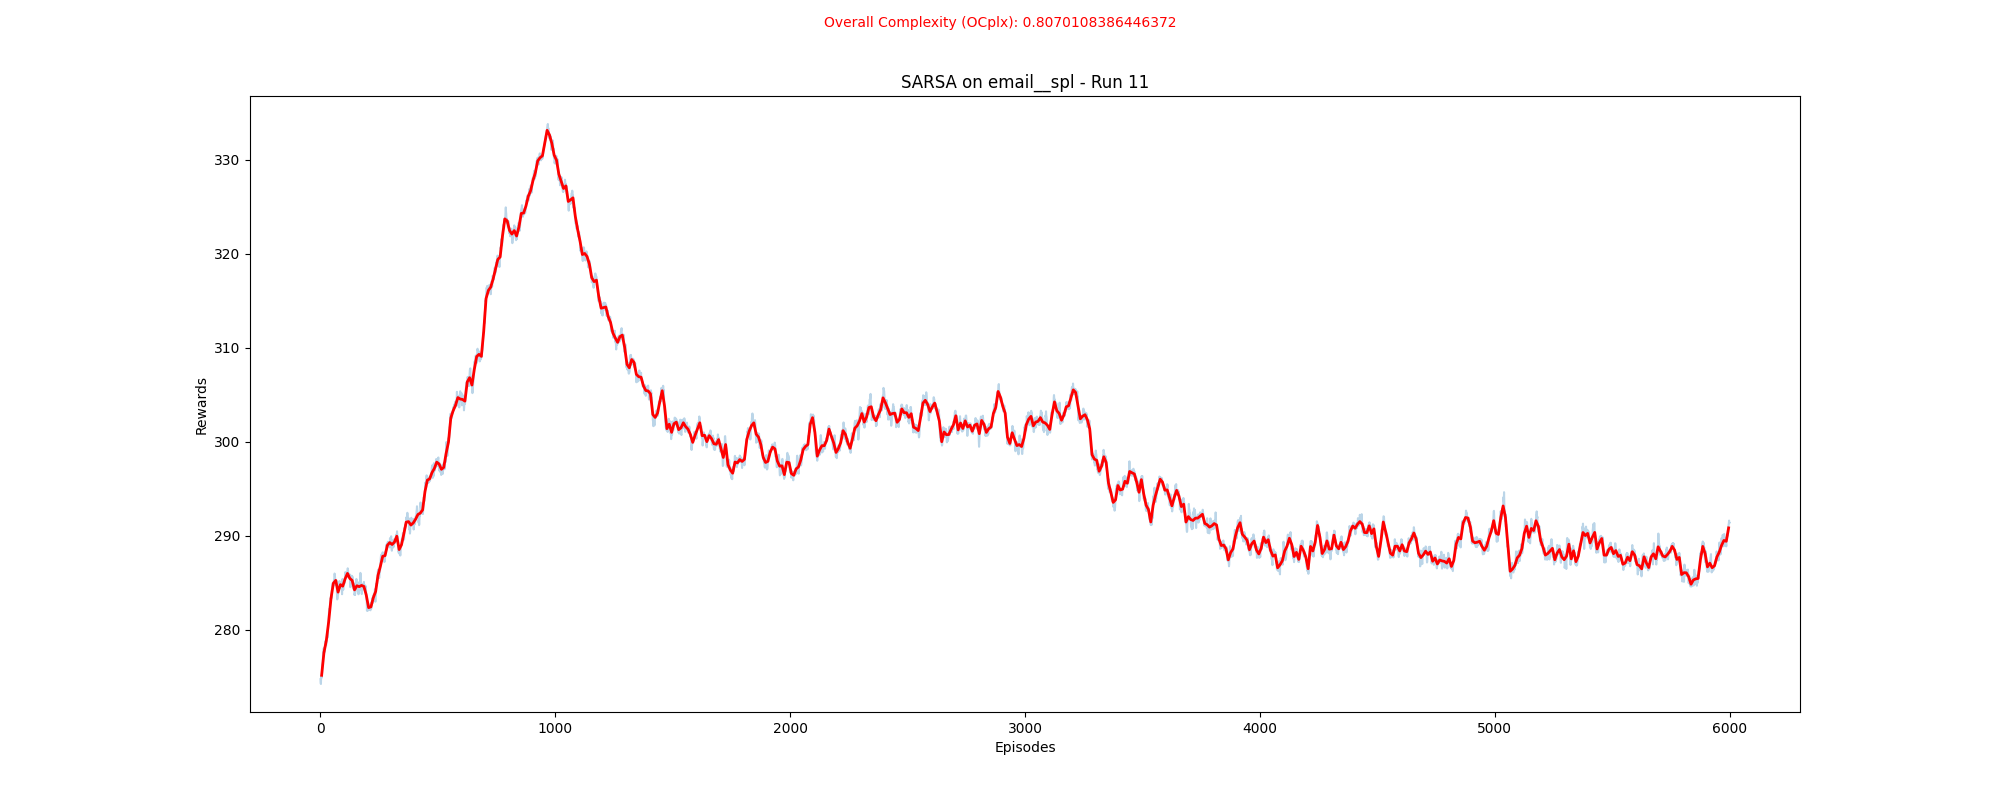 Overall Complexity (OCplx): 0.8070108386446372
SARSA on email__spl - Run 11
330
320
310
300
290
280
Rewards
0 1000 2000 3000 4000 5000 6000
Episodes